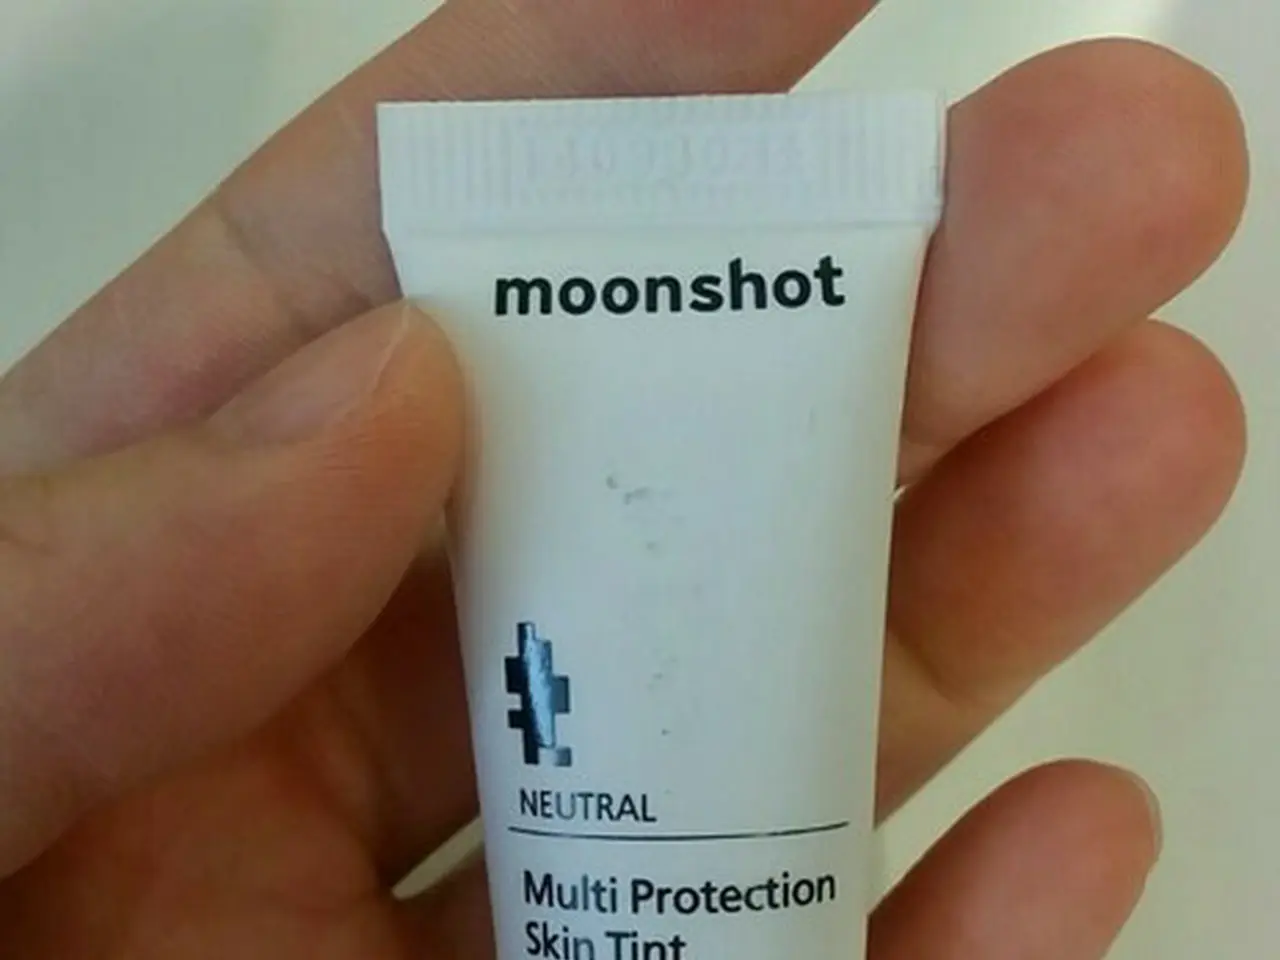 moonshot
NEUTRAL
Multi Protection
Skin Tint